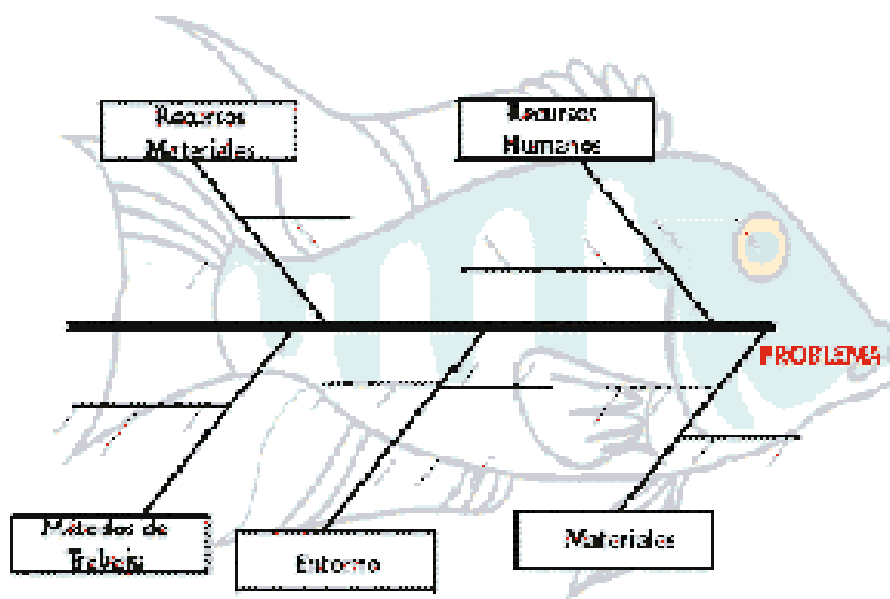 Recursos
Materiales
Recursos
Humanos
PROBLEMA
Métodos de
Trabajo
Entorno
Materiales